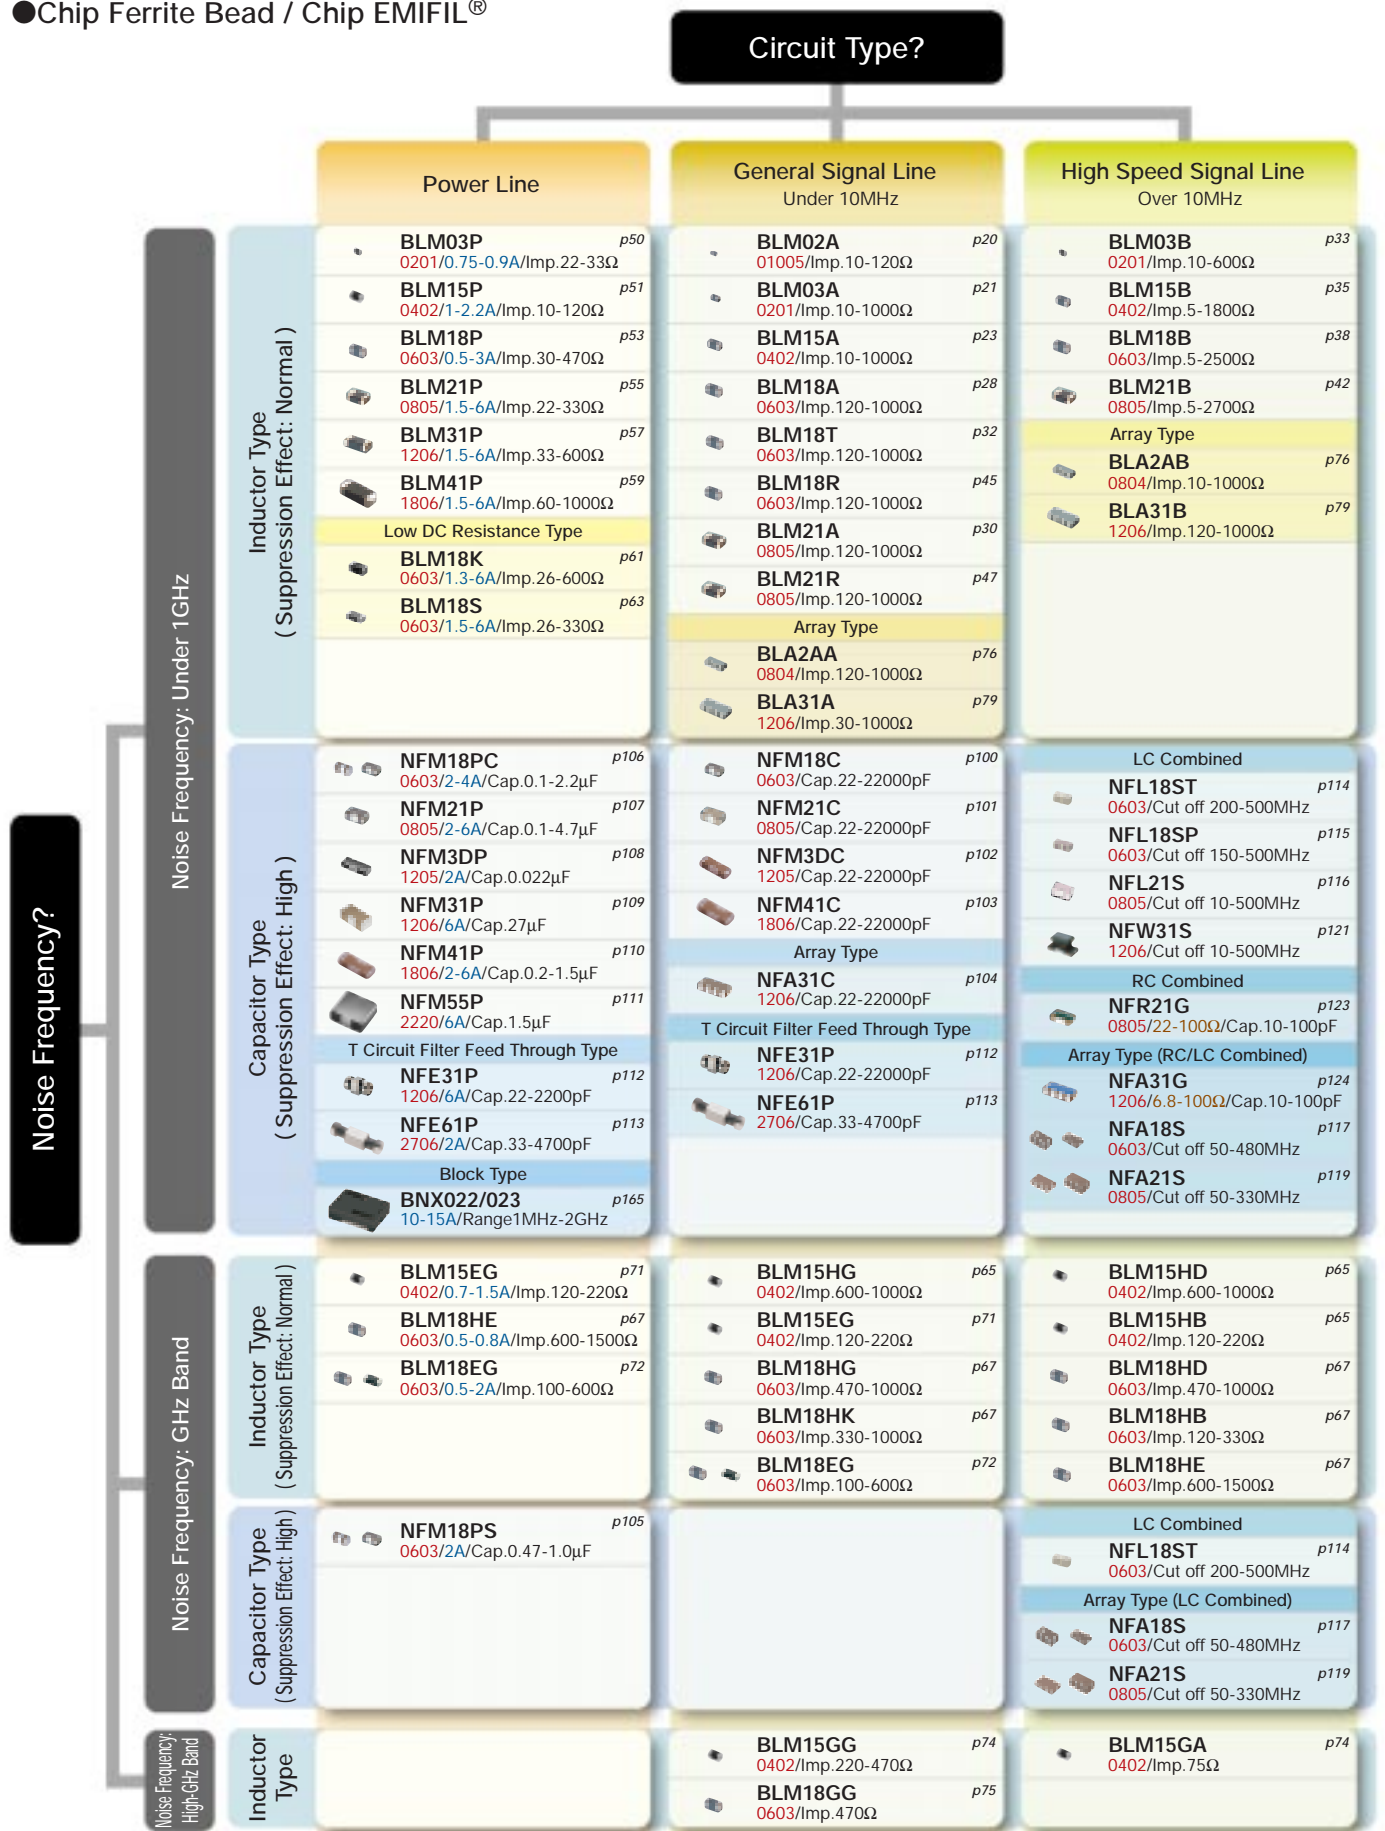 ●Chip Ferrite Bead / Chip EMIFIL®
Circuit Type?
Power Line
General Signal Line
Under 10MHz
High Speed Signal Line
Over 10MHz
Noise Frequency?
Noise Frequency: Under 1GHz
Inductor Type
( Suppression Effect: Normal )
BLM03P p50
0201/0.75-0.9A/Imp.22-33Ω
BLM15P p51
0402/1-2.2A/Imp.10-120Ω
BLM18P p53
0603/0.5-3A/Imp.30-470Ω
BLM21P p55
0805/1.5-6A/Imp.22-330Ω
BLM31P p57
1206/1.5-6A/Imp.33-600Ω
BLM41P p59
1806/1.5-6A/Imp.60-1000Ω
Low DC Resistance Type
BLM18K p61
0603/1.3-6A/Imp.26-600Ω
BLM18S p63
0603/1.5-6A/Imp.26-330Ω
BLM02A p20
01005/Imp.10-120Ω
BLM03A p21
0201/Imp.10-1000Ω
BLM15A p23
0402/Imp.10-1000Ω
BLM18A p28
0603/Imp.120-1000Ω
BLM18T p32
0603/Imp.120-1000Ω
BLM18R p45
0603/Imp.120-1000Ω
BLM21A p30
0805/Imp.120-1000Ω
BLM21R p47
0805/Imp.120-1000Ω
Array Type
BLA2AA p76
0804/Imp.120-1000Ω
BLA31A p79
1206/Imp.30-1000Ω
BLM03B p33
0201/Imp.10-600Ω
BLM15B p35
0402/Imp.5-1800Ω
BLM18B p38
0603/Imp.5-2500Ω
BLM21B p42
0805/Imp.5-2700Ω
Array Type
BLA2AB p76
0804/Imp.10-1000Ω
BLA31B p79
1206/Imp.120-1000Ω
Capacitor Type
( Suppression Effect: High )
NFM18PC p106
0603/2-4A/Cap.0.1-2.2µF
NFM21P p107
0805/2-6A/Cap.0.1-4.7µF
NFM3DP p108
1205/2A/Cap.0.022µF
NFM31P p109
1206/6A/Cap.27µF
NFM41P p110
1806/2-6A/Cap.0.2-1.5µF
NFM55P p111
2220/6A/Cap.1.5µF
T Circuit Filter Feed Through Type
NFE31P p112
1206/6A/Cap.22-2200pF
NFE61P p113
2706/2A/Cap.33-4700pF
Block Type
BNX022/023 p165
10-15A/Range1MHz-2GHz
NFM18C p100
0603/Cap.22-22000pF
NFM21C p101
0805/Cap.22-22000pF
NFM3DC p102
1205/Cap.22-22000pF
NFM41C p103
1806/Cap.22-22000pF
Array Type
NFA31C p104
1206/Cap.22-22000pF
T Circuit Filter Feed Through Type
NFE31P p112
1206/Cap.22-22000pF
NFE61P p113
2706/Cap.33-4700pF
LC Combined
NFL18ST p114
0603/Cut off 200-500MHz
NFL18SP p115
0603/Cut off 150-500MHz
NFL21S p116
0805/Cut off 10-500MHz
NFW31S p121
1206/Cut off 10-500MHz
RC Combined
NFR21G p123
0805/22-100Ω/Cap.10-100pF
Array Type (RC/LC Combined)
NFA31G p124
1206/6.8-100Ω/Cap.10-100pF
NFA18S p117
0603/Cut off 50-480MHz
NFA21S p119
0805/Cut off 50-330MHz
Noise Frequency: GHz Band
Inductor Type
( Suppression Effect: Normal )
BLM15EG p71
0402/0.7-1.5A/Imp.120-220Ω
BLM18HE p67
0603/0.5-0.8A/Imp.600-1500Ω
BLM18EG p72
0603/0.5-2A/Imp.100-600Ω
BLM15HG p65
0402/Imp.600-1000Ω
BLM15EG p71
0402/Imp.120-220Ω
BLM18HG p67
0603/Imp.470-1000Ω
BLM18HK p67
0603/Imp.330-1000Ω
BLM18EG p72
0603/Imp.100-600Ω
BLM15HD p65
0402/Imp.600-1000Ω
BLM15HB p65
0402/Imp.120-220Ω
BLM18HD p67
0603/Imp.470-1000Ω
BLM18HB p67
0603/Imp.120-330Ω
BLM18HE p67
0603/Imp.600-1500Ω
Capacitor Type
( Suppression Effect: High )
NFM18PS p105
0603/2A/Cap.0.47-1.0µF
LC Combined
NFL18ST p114
0603/Cut off 200-500MHz
Array Type (LC Combined)
NFA18S p117
0603/Cut off 50-480MHz
NFA21S p119
0805/Cut off 50-330MHz
Noise Frequency:
High-GHz Band
Inductor
Type
BLM15GG p74
0402/Imp.220-470Ω
BLM18GG p75
0603/Imp.470Ω
BLM15GA p74
0402/Imp.75Ω